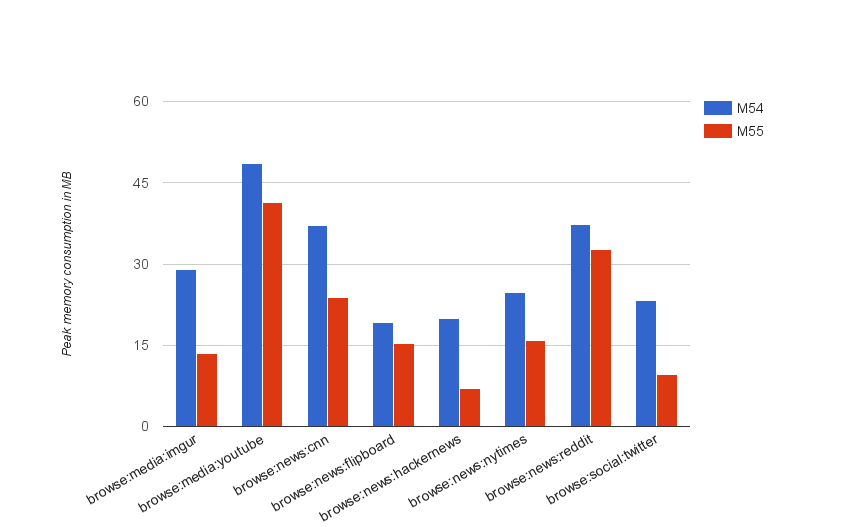 60
45
30
15
0
Peak memory consumption in MB
M54
M55
browse:media:imgur
browse:media:youtube
browse:news:cnn
browse:news:flipboard
browse:news:hackernews
browse:news:nytimes
browse:news:reddit
browse:social:twitter